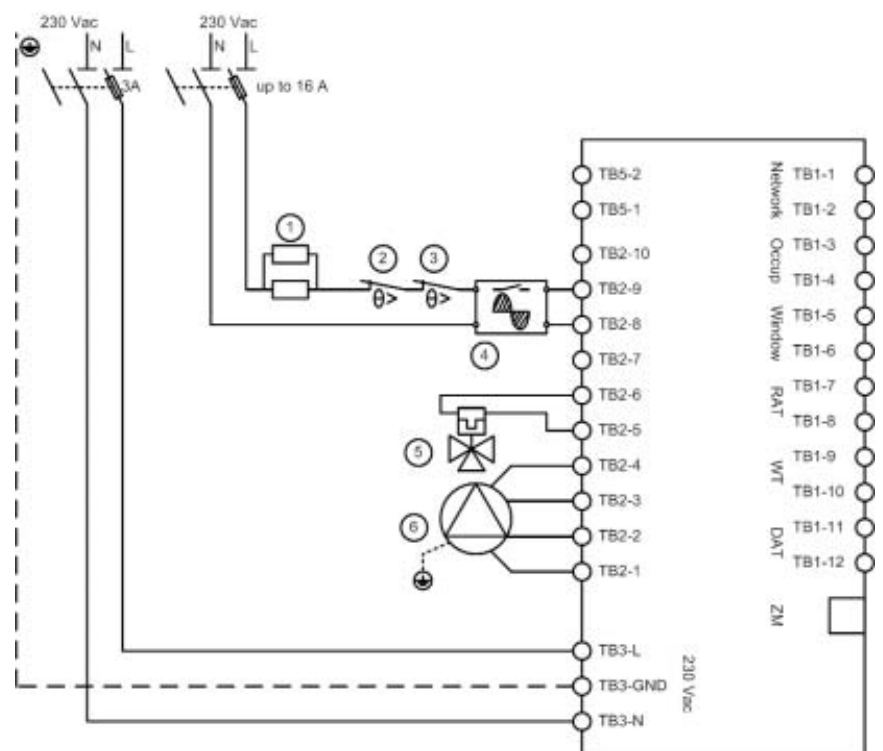 230 Vac
230 Vac
N L
N L
3A
up to 16 A
1
2
3
θ>
θ>
4
5
6
TB5-2
TB5-1
TB2-10
TB2-9
TB2-8
TB2-7
TB2-6
TB2-5
TB2-4
TB2-3
TB2-2
TB2-1
TB3-L
TB3-GND
TB3-N
230 Vac
Network
Occup
Window
RAT
WT
DAT
ZM
TB1-1
TB1-2
TB1-3
TB1-4
TB1-5
TB1-6
TB1-7
TB1-8
TB1-9
TB1-10
TB1-11
TB1-12